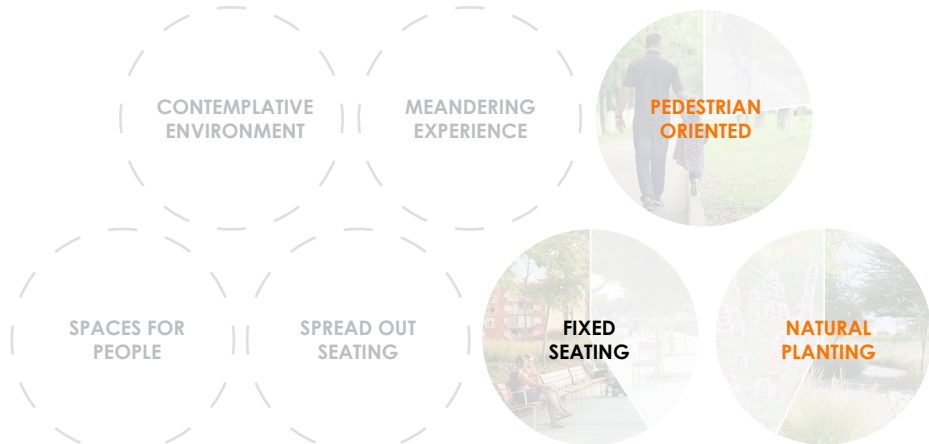 CONTEMPLATIVE
ENVIRONMENT
MEANDERING
EXPERIENCE
PEDESTRIAN
ORIENTED
SPACES FOR
PEOPLE
SPREAD OUT
SEATING
FIXED
SEATING
NATURAL
PLANTING